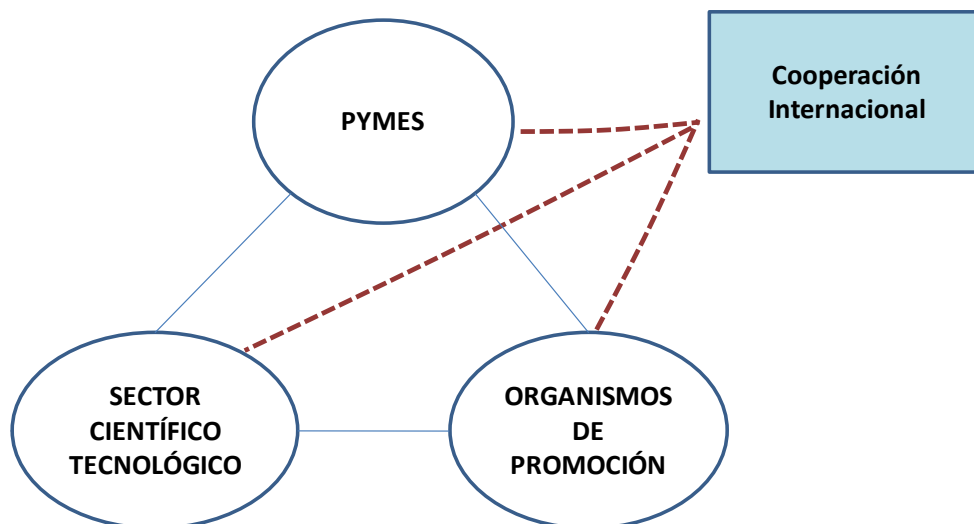 PYMES
Cooperación
Internacional
SECTOR
CIENTÍFICO
TECNOLÓGICO
ORGANISMOS
DE
PROMOCIÓN